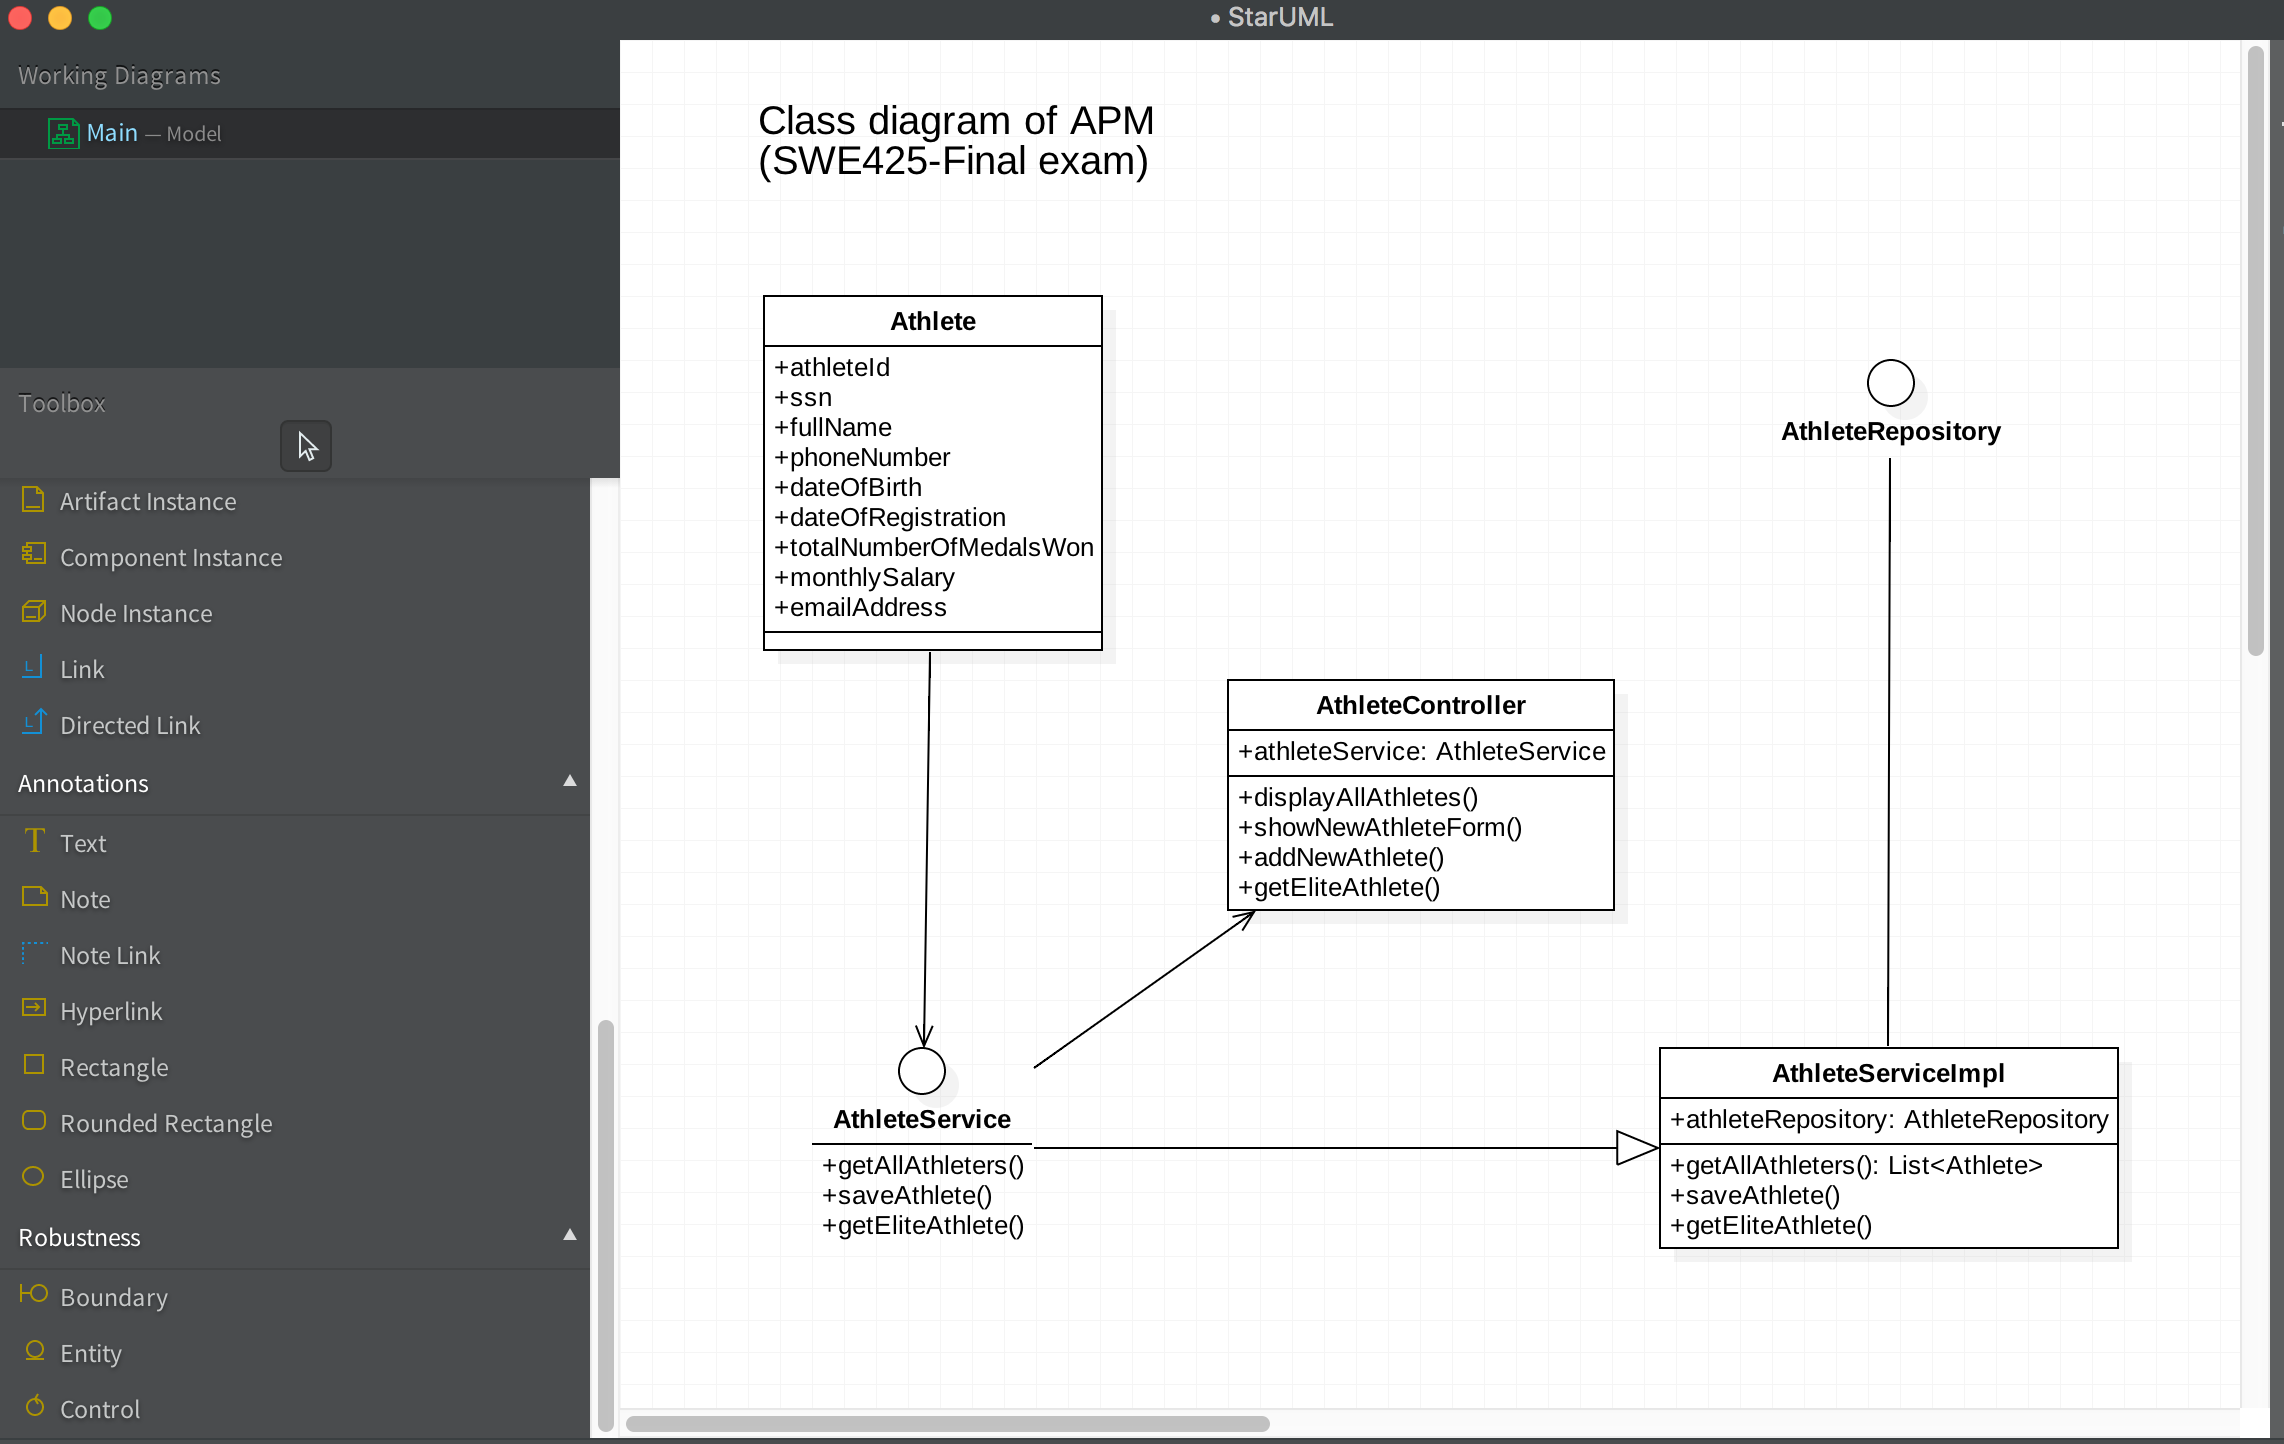 • StarUML
Working Diagrams
Main — Model
Toolbox
Artifact Instance
Component Instance
Node Instance
Link
Directed Link
Annotations
Text
Note
Note Link
Hyperlink
Rectangle
Rounded Rectangle
Ellipse
Robustness
Boundary
Entity
Control
Class diagram of APM
(SWE425-Final exam)
Athlete
+athleteId
+ssn
+fullName
+phoneNumber
+dateOfBirth
+dateOfRegistration
+totalNumberOfMedalsWon
+monthlySalary
+emailAddress
AthleteRepository
AthleteController
+athleteService: AthleteService
+displayAllAthletes()
+showNewAthleteForm()
+addNewAthlete()
+getEliteAthlete()
AthleteService
+getAllAthleters()
+saveAthlete()
+getEliteAthlete()
AthleteServiceImpl
+athleteRepository: AthleteRepository
+getAllAthleters(): List<Athlete>
+saveAthlete()
+getEliteAthlete()